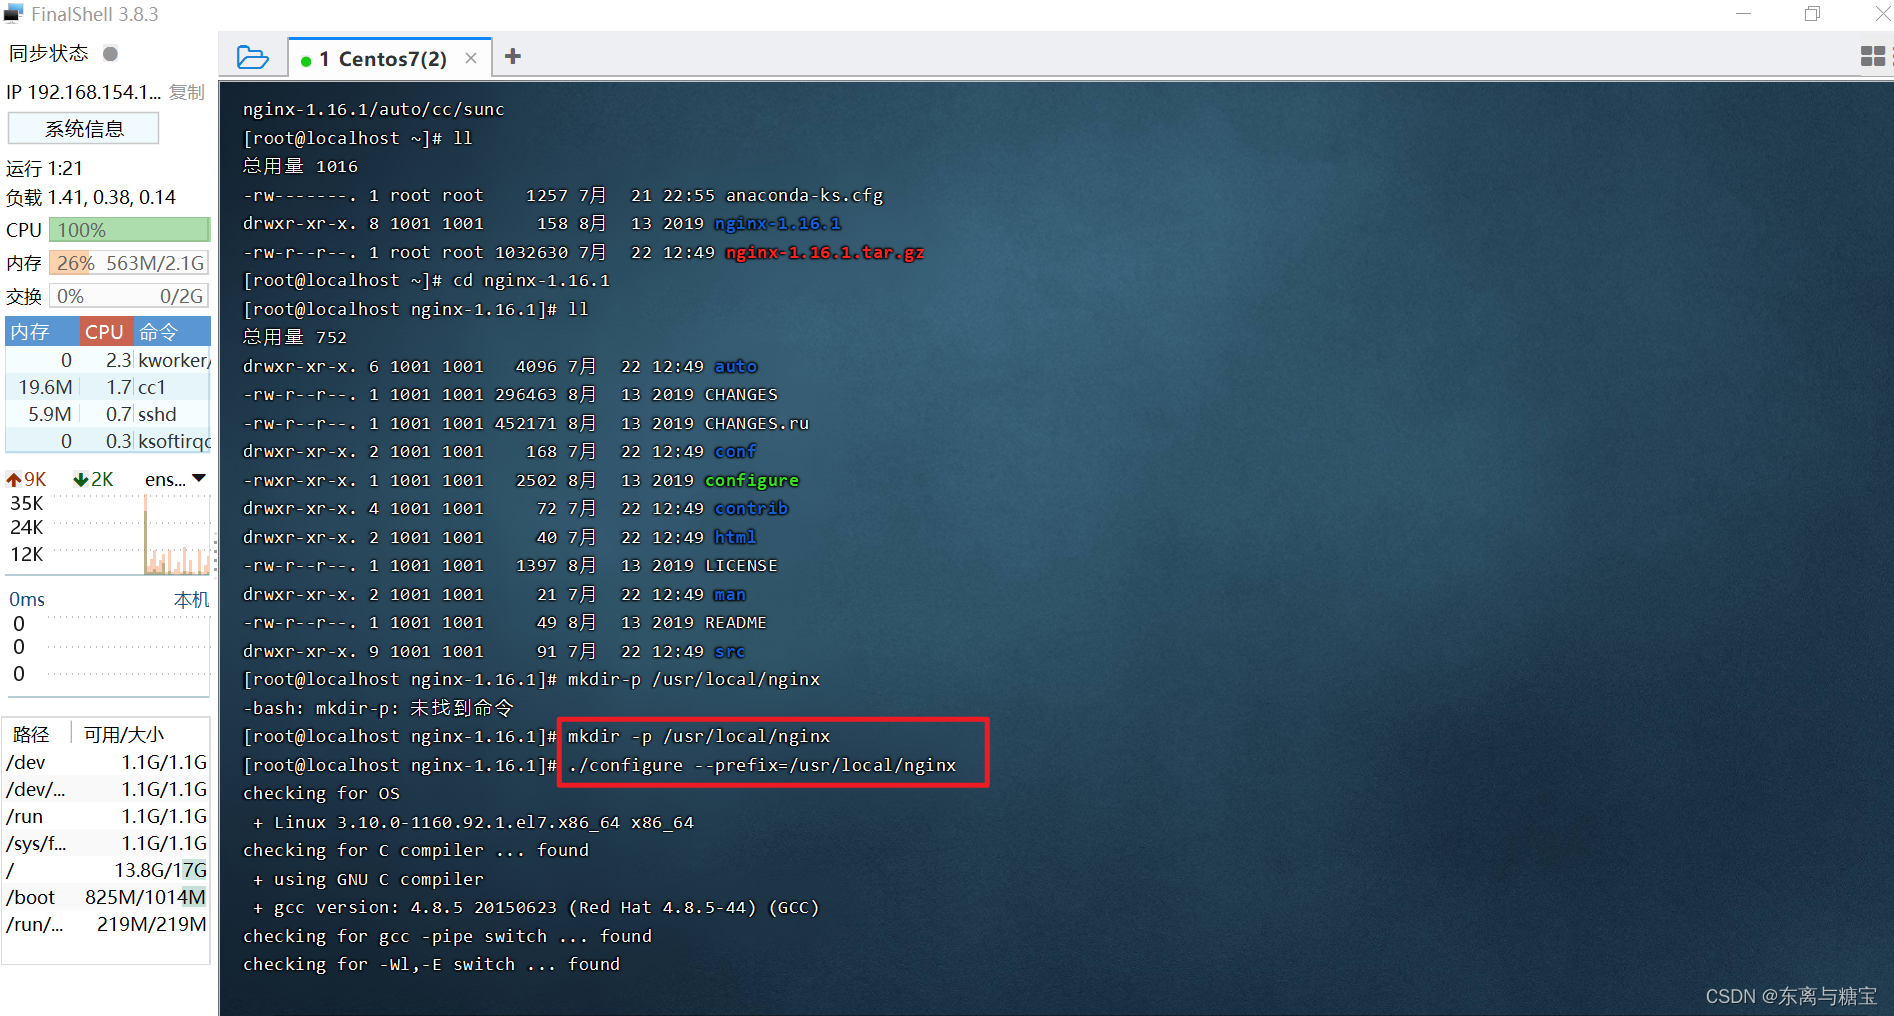 FinalShell 3.8.3
同步状态
IP 192.168.154.1... 复制
系统信息
运行 1:21
负载 1.41, 0.38, 0.14
CPU 100%
内存 26% 563M/2.1G
交换 0% 0/2G
内存 CPU 命令
0 2.3 kworker/
19.6M 1.7 cc1
5.9M 0.7 sshd
0 0.3 ksoftirqc
9K 2K ens...
35K
24K
12K
0ms 本机
0
0
0
路径 可用/大小
/dev 1.1G/1.1G
/dev/... 1.1G/1.1G
/run 1.1G/1.1G
/sys/f... 1.1G/1.1G
/ 13.8G/17G
/boot 825M/1014M
/run/... 219M/219M
1 Centos7(2) × +
nginx-1.16.1/auto/cc/sunc
[root@localhost ~]# ll
总用量 1016
-rw-------. 1 root root    1257 7月  21 22:55 anaconda-ks.cfg
drwxr-xr-x. 8 1001 1001     158 8月  13 2019 nginx-1.16.1
-rw-r--r--. 1 root root 1032630 7月  22 12:49 nginx-1.16.1.tar.gz
[root@localhost ~]# cd nginx-1.16.1
[root@localhost nginx-1.16.1]# ll
总用量 752
drwxr-xr-x. 6 1001 1001   4096 7月  22 12:49 auto
-rw-r--r--. 1 1001 1001 296463 8月  13 2019 CHANGES
-rw-r--r--. 1 1001 1001 452171 8月  13 2019 CHANGES.ru
drwxr-xr-x. 2 1001 1001    168 7月  22 12:49 conf
-rwxr-xr-x. 1 1001 1001   2502 8月  13 2019 configure
drwxr-xr-x. 4 1001 1001     72 7月  22 12:49 contrib
drwxr-xr-x. 2 1001 1001     40 7月  22 12:49 html
-rw-r--r--. 1 1001 1001   1397 8月  13 2019 LICENSE
drwxr-xr-x. 2 1001 1001     21 7月  22 12:49 man
-rw-r--r--. 1 1001 1001     49 8月  13 2019 README
drwxr-xr-x. 9 1001 1001     91 7月  22 12:49 src
[root@localhost nginx-1.16.1]# mkdir-p /usr/local/nginx
-bash: mkdir-p: 未找到命令
[root@localhost nginx-1.16.1]# mkdir -p /usr/local/nginx
[root@localhost nginx-1.16.1]# ./configure --prefix=/usr/local/nginx
checking for OS
 + Linux 3.10.0-1160.92.1.el7.x86_64 x86_64
checking for C compiler ... found
 + using GNU C compiler
 + gcc version: 4.8.5 20150623 (Red Hat 4.8.5-44) (GCC)
checking for gcc -pipe switch ... found
checking for -Wl,-E switch ... found
CSDN @东离与糖宝